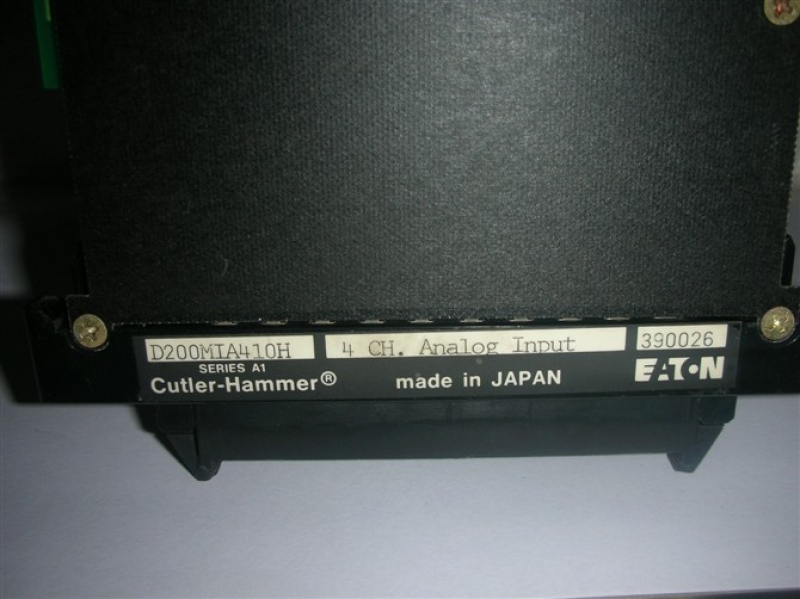 D200MIA410H 4 CH. Analog Input 390026
SERIES A1
Cutler-Hammer® made in JAPAN EATON